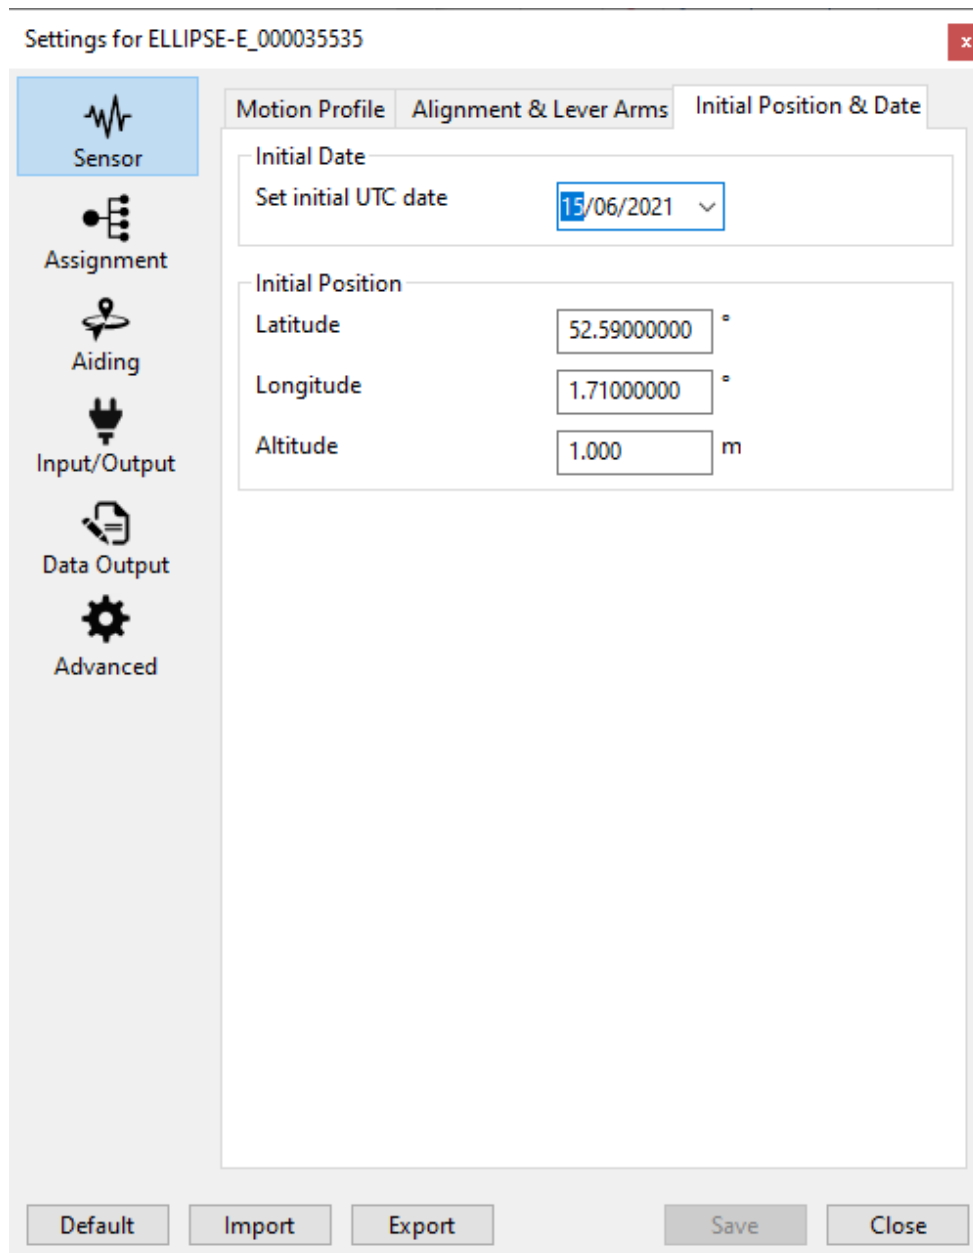 Settings for ELLIPSE-E_000035535
x
Sensor
Assignment
Aiding
Input/Output
Data Output
Advanced
Motion Profile
Alignment & Lever Arms
Initial Position & Date
Initial Date
Set initial UTC date
15/06/2021
Initial Position
Latitude
52.59000000 °
Longitude
1.71000000 °
Altitude
1.000 m
Default
Import
Export
Save
Close